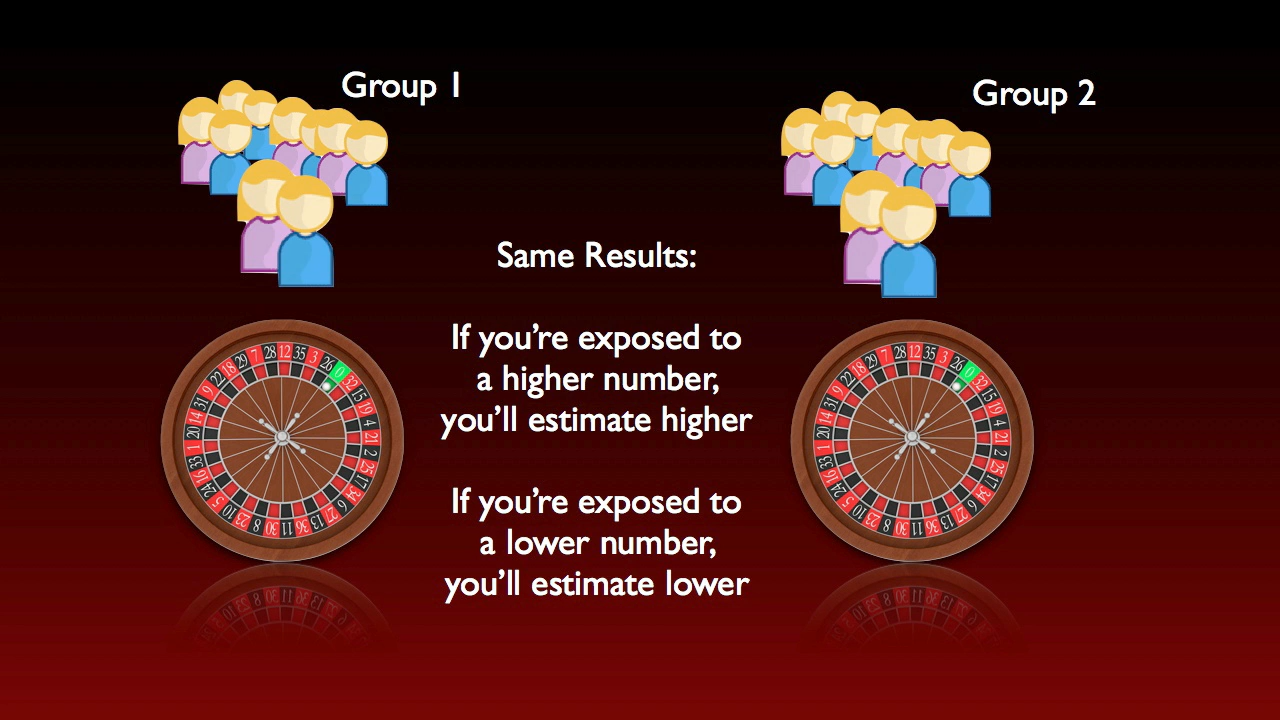 Group 1
Group 2
Same Results:
If you're exposed to
a higher number,
you'll estimate higher
If you're exposed to
a lower number,
you'll estimate lower